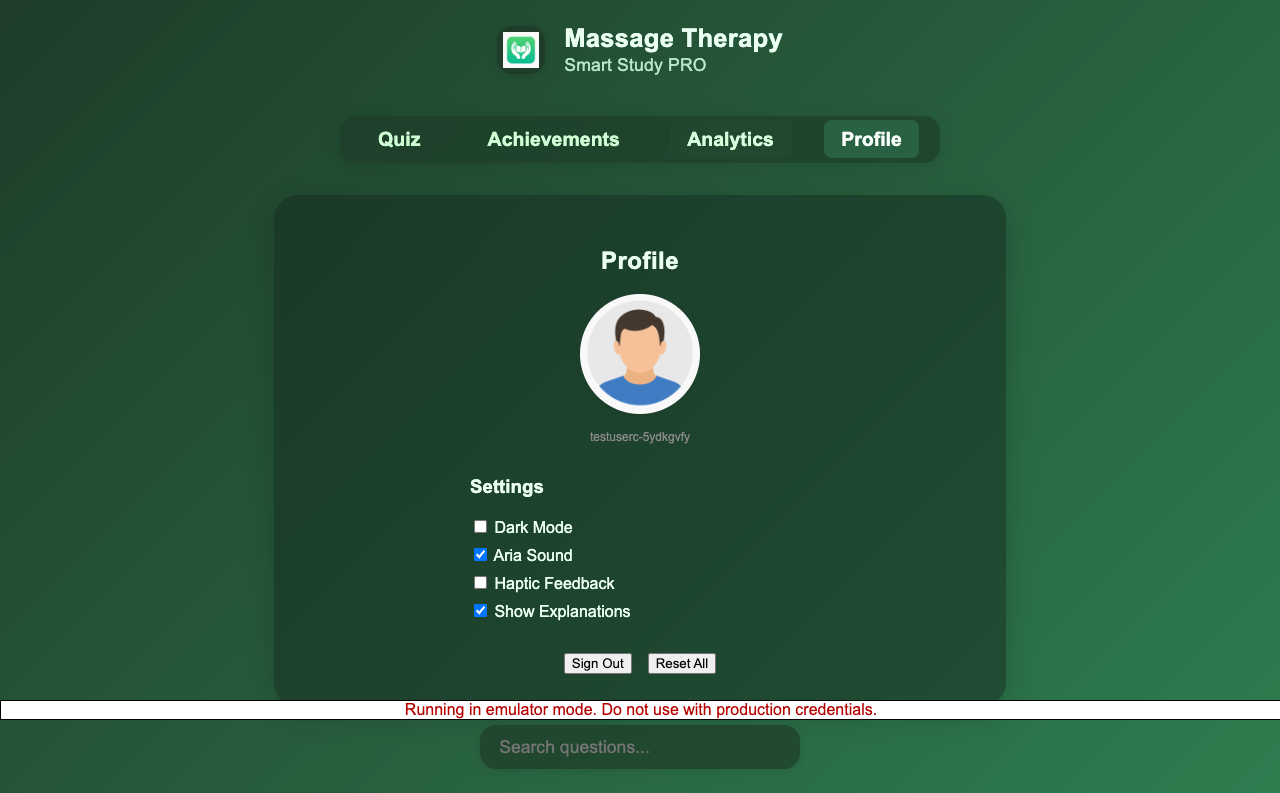 Massage Therapy
Smart Study PRO
Quiz Achievements Analytics Profile
Profile
testuserc-5ydkgvfy
Settings
Dark Mode
Aria Sound
Haptic Feedback
Show Explanations
Sign Out Reset All
Running in emulator mode. Do not use with production credentials.
Search questions...